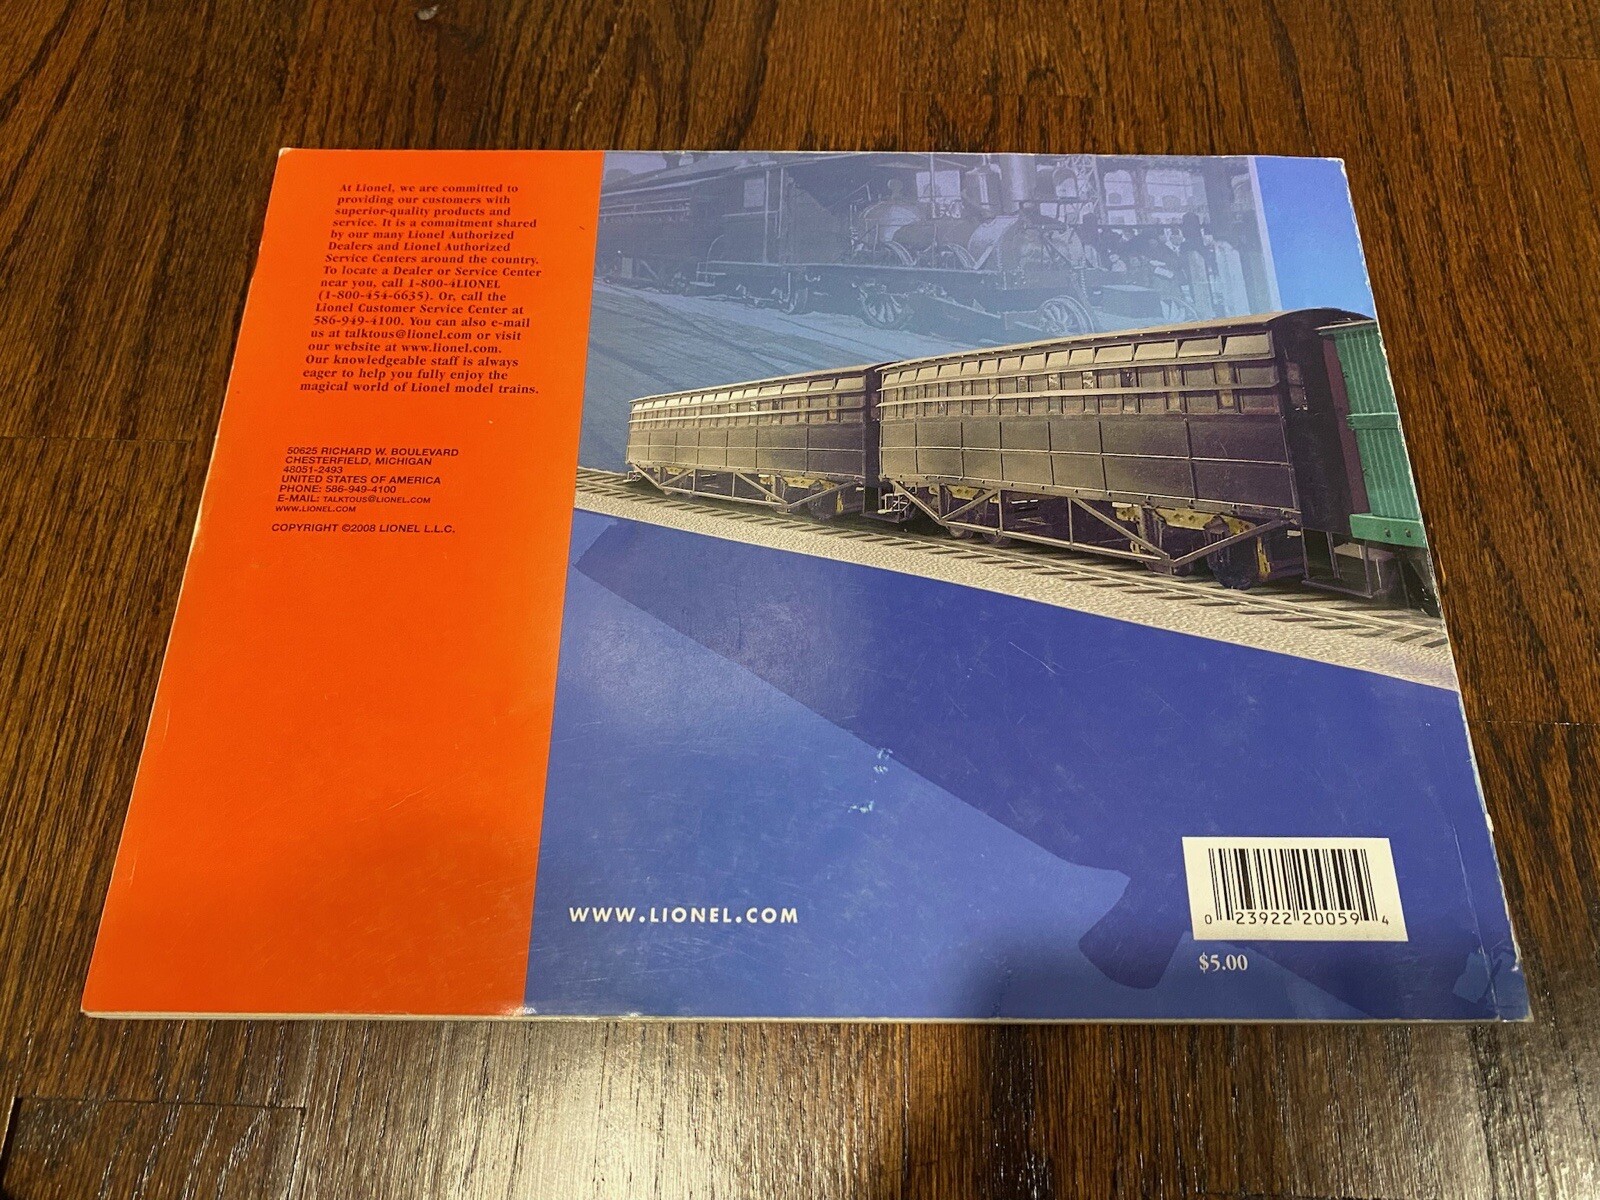 At Lionel, we are committed to
providing our customers with
superior-quality products and
service. It is a commitment shared
by our many Lionel Authorized
Dealers and Lionel Authorized
Service Centers around the country.
To locate a Dealer or Service Center
near you, call 1-800-4LIONEL
(1-800-454-6635). Or, call the
Lionel Customer Service Center at
586-949-4100. You can also e-mail
us at talktous@lionel.com or visit
our website at www.lionel.com.
Our knowledgeable staff is always
eager to help you fully enjoy the
magical world of Lionel model trains.
50625 RICHARD W. BOULEVARD
CHESTERFIELD, MICHIGAN
48051-2493
UNITED STATES OF AMERICA
PHONE: 586-949-4100
E-MAIL: TALKTOUS@LIONEL.COM
WWW.LIONEL.COM
COPYRIGHT ©2008 LIONEL L.L.C.
WWW.LIONEL.COM
0 23922 20059 4
$5.00